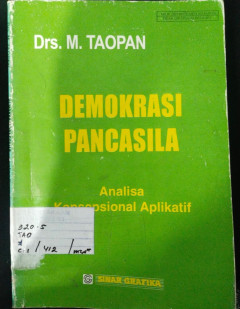 Drs. M. TAOPAN
DEMOKRASI
PANCASILA
Analisa
Konsepsional Aplikatif
320.5
TAO
d
SINAR GRAFIKA